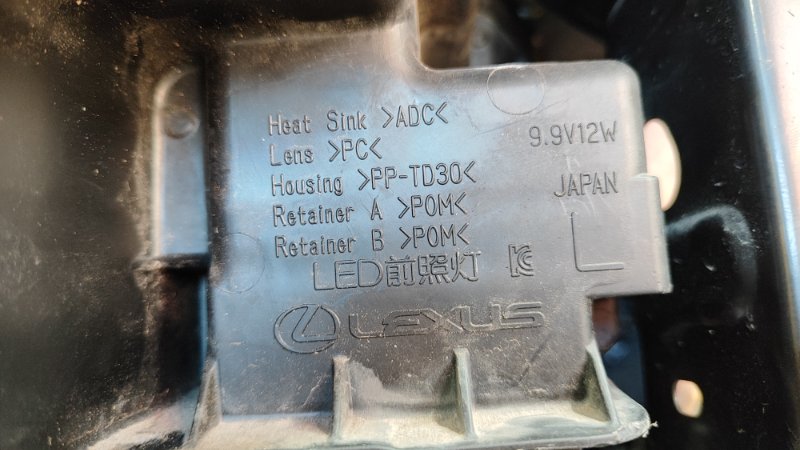 Heat Sink >ADC<
Lens >PC<
9.9V12W
Housing >PP-TD30<
JAPAN
Retainer A >POM<
Retainer B >POM<
L
LED前照灯
LEXUS